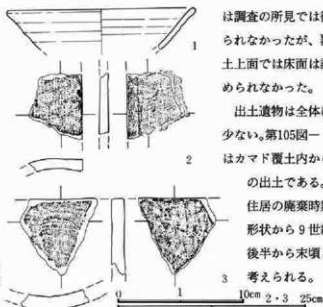 は調査の所見では
られなかったが、
土上面では床面は
められなかった。
出土遺物は全体
少ない。第105図—
はカマド覆土内か
の出土である。
住居の廃棄時
形状から9世
後半から末頃
考えられる。
1
2
3
0 1 10cm 2・3 25cm